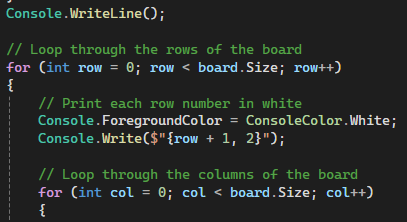 Console.WriteLine();
// Loop through the rows of the board
for (int row = 0; row < board.Size; row++)
{
// Print each row number in white
Console.ForegroundColor = ConsoleColor.White;
Console.Write($"{row + 1, 2}");
// Loop through the columns of the board
for (int col = 0; col < board.Size; col++)
{